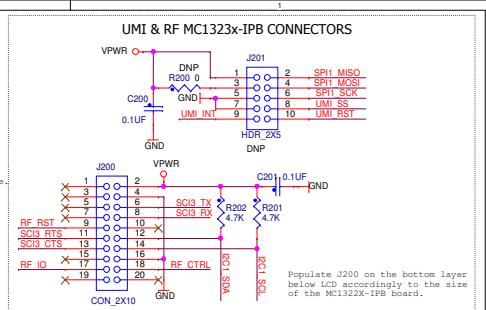 1
UMI & RF MC1323x-IPB CONNECTORS
VPWR
J201
DNP
R200 0
1 2 SPI1_MISO
3 4 SPI1_MOSI
GND 5 6 SPI1_SCK
7 8 UMI_SS
UMI_INT 9 10 UMI_RST
C200
0.1UF
HDR_2X5
DNP
GND
VPWR
J200
C201 0.1UF
GND
1 2
3 4
5 6 SCI3_TX
7 8 SCI3_RX
RF_RST 9 10
SCI3_RTS 11 12
SCI3_CTS 13 14
15 16
RF_IO 17 18 RF_CTRL
19 20
R202
4.7K
R201
4.7K
I2C1_SDA
I2C1_SCL
GND
CON_2X10
Populate J200 on the bottom layer
below LCD accordingly to the size
of the MC1322X-IPB board.